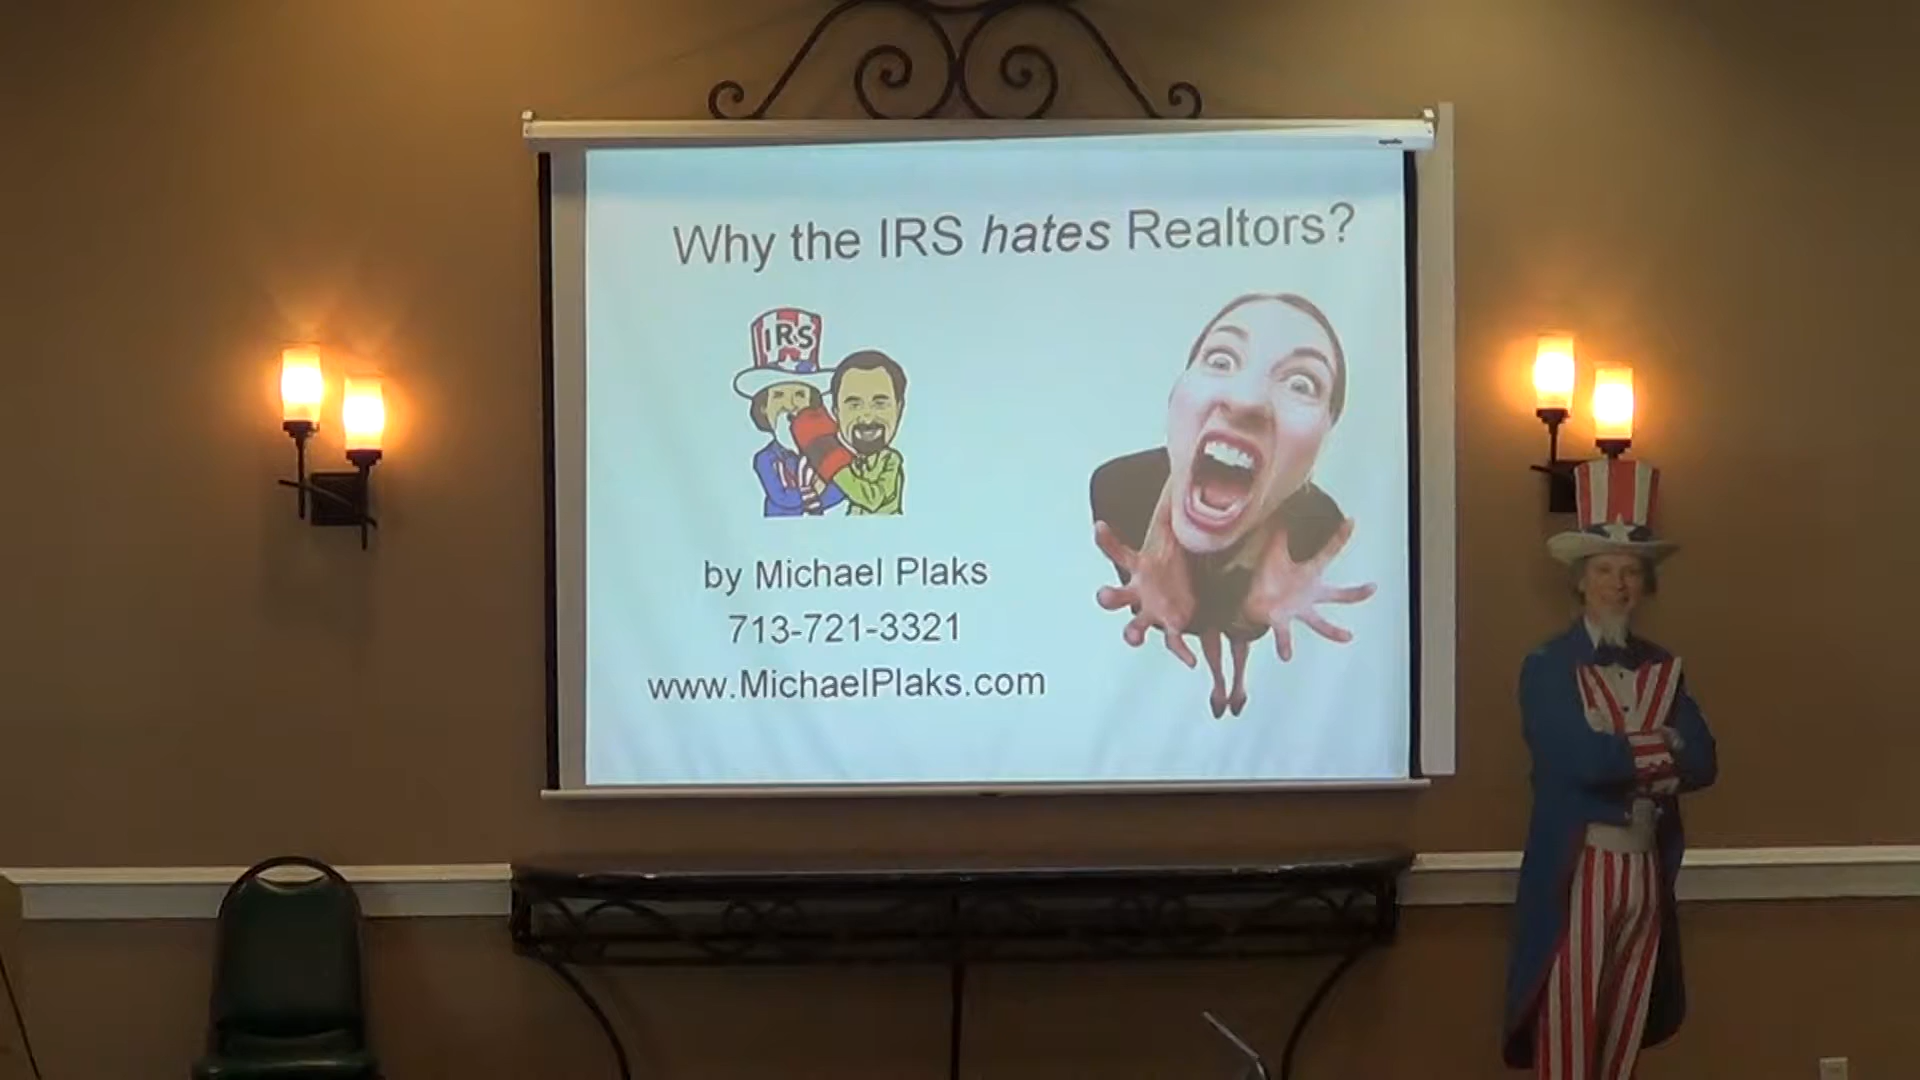 Why the IRS hates Realtors?
IRS
by Michael Plaks
713-721-3321
www.MichaelPlaks.com